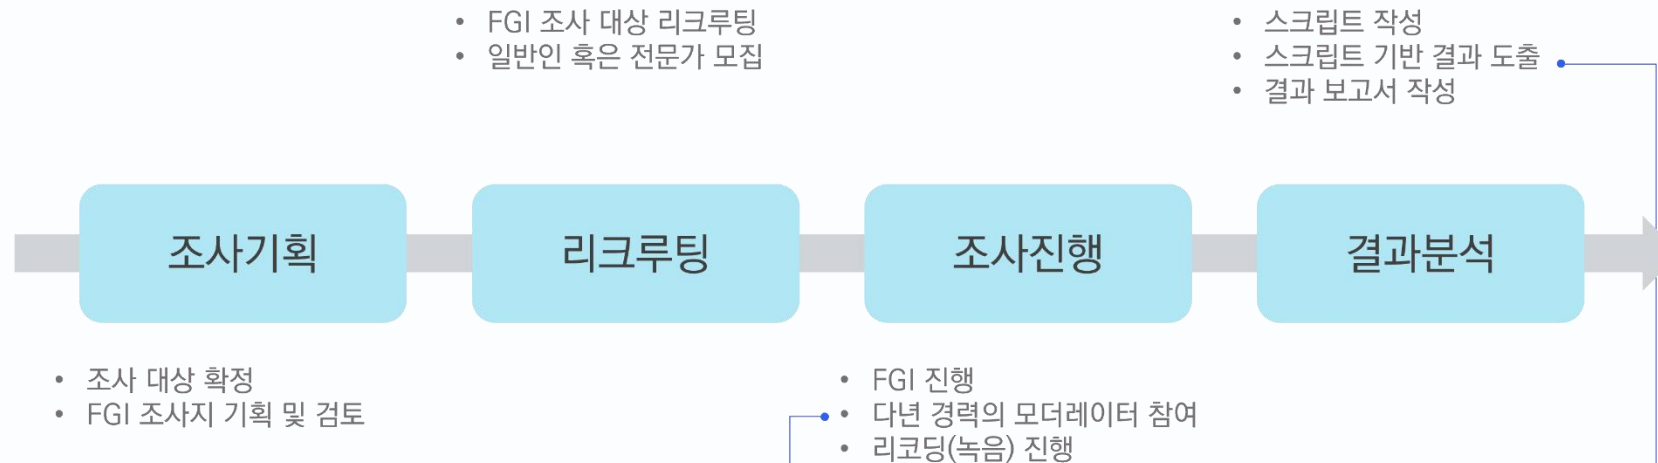 • FGI 조사 대상 리크루팅
• 일반인 혹은 전문가 모집
• 스크립트 작성
• 스크립트 기반 결과 도출
• 결과 보고서 작성
조사기획
리크루팅
조사진행
결과분석
• 조사 대상 확정
• FGI 조사지 기획 및 검토
• FGI 진행
• 다년 경력의 모더레이터 참여
• 리코딩(녹음) 진행